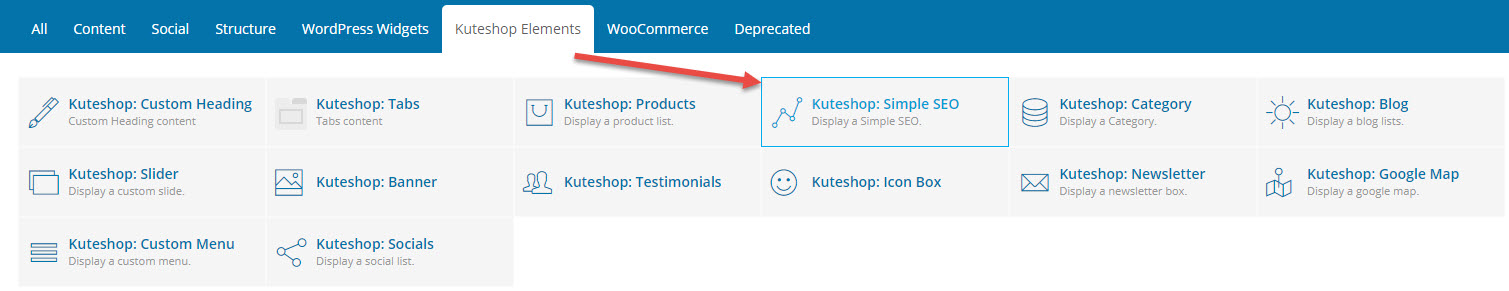 All Content Social Structure WordPress Widgets Kuteshop Elements WooCommerce Deprecated
Kuteshop: Custom Heading
Custom Heading content
Kuteshop: Tabs
Tabs content
Kuteshop: Products
Display a product list.
Kuteshop: Simple SEO
Display a Simple SEO.
Kuteshop: Category
Display a Category.
Kuteshop: Blog
Display a blog lists.
Kuteshop: Slider
Display a custom slide.
Kuteshop: Banner
Kuteshop: Testimonials
Kuteshop: Icon Box
Kuteshop: Newsletter
Display a newsletter box.
Kuteshop: Google Map
Display a google map.
Kuteshop: Custom Menu
Display a custom menu.
Kuteshop: Socials
Display a social list.